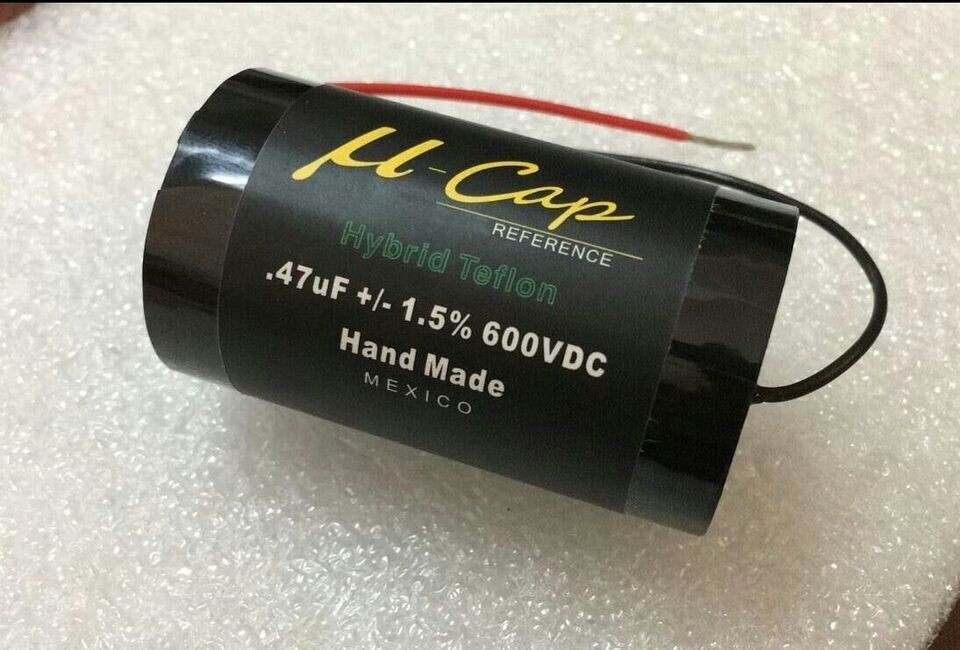 µ-Cap
REFERENCE
Hybrid Teflon
.47uF +/- 1.5% 600VDC
Hand Made
MEXICO